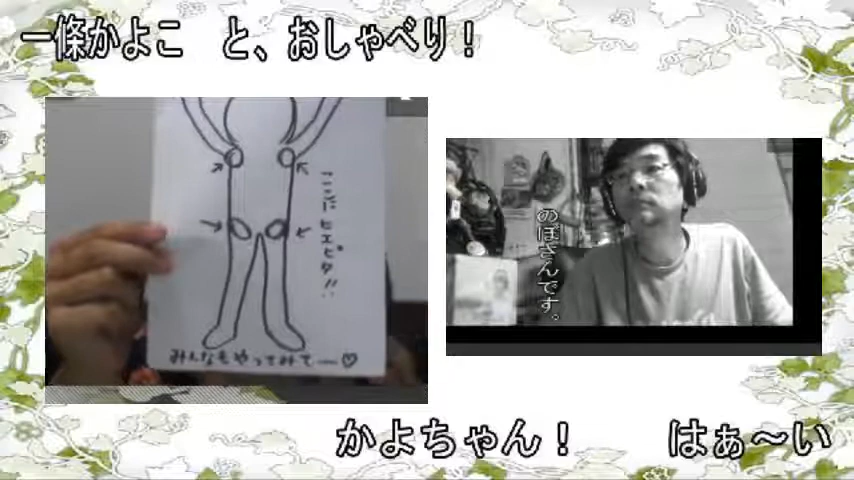 一條かよこ　と、おしゃべり！
ここに ヒエピタ!!
みんなもやってみてー♡
のぼさんです。
かよちゃん！　はぁ～い